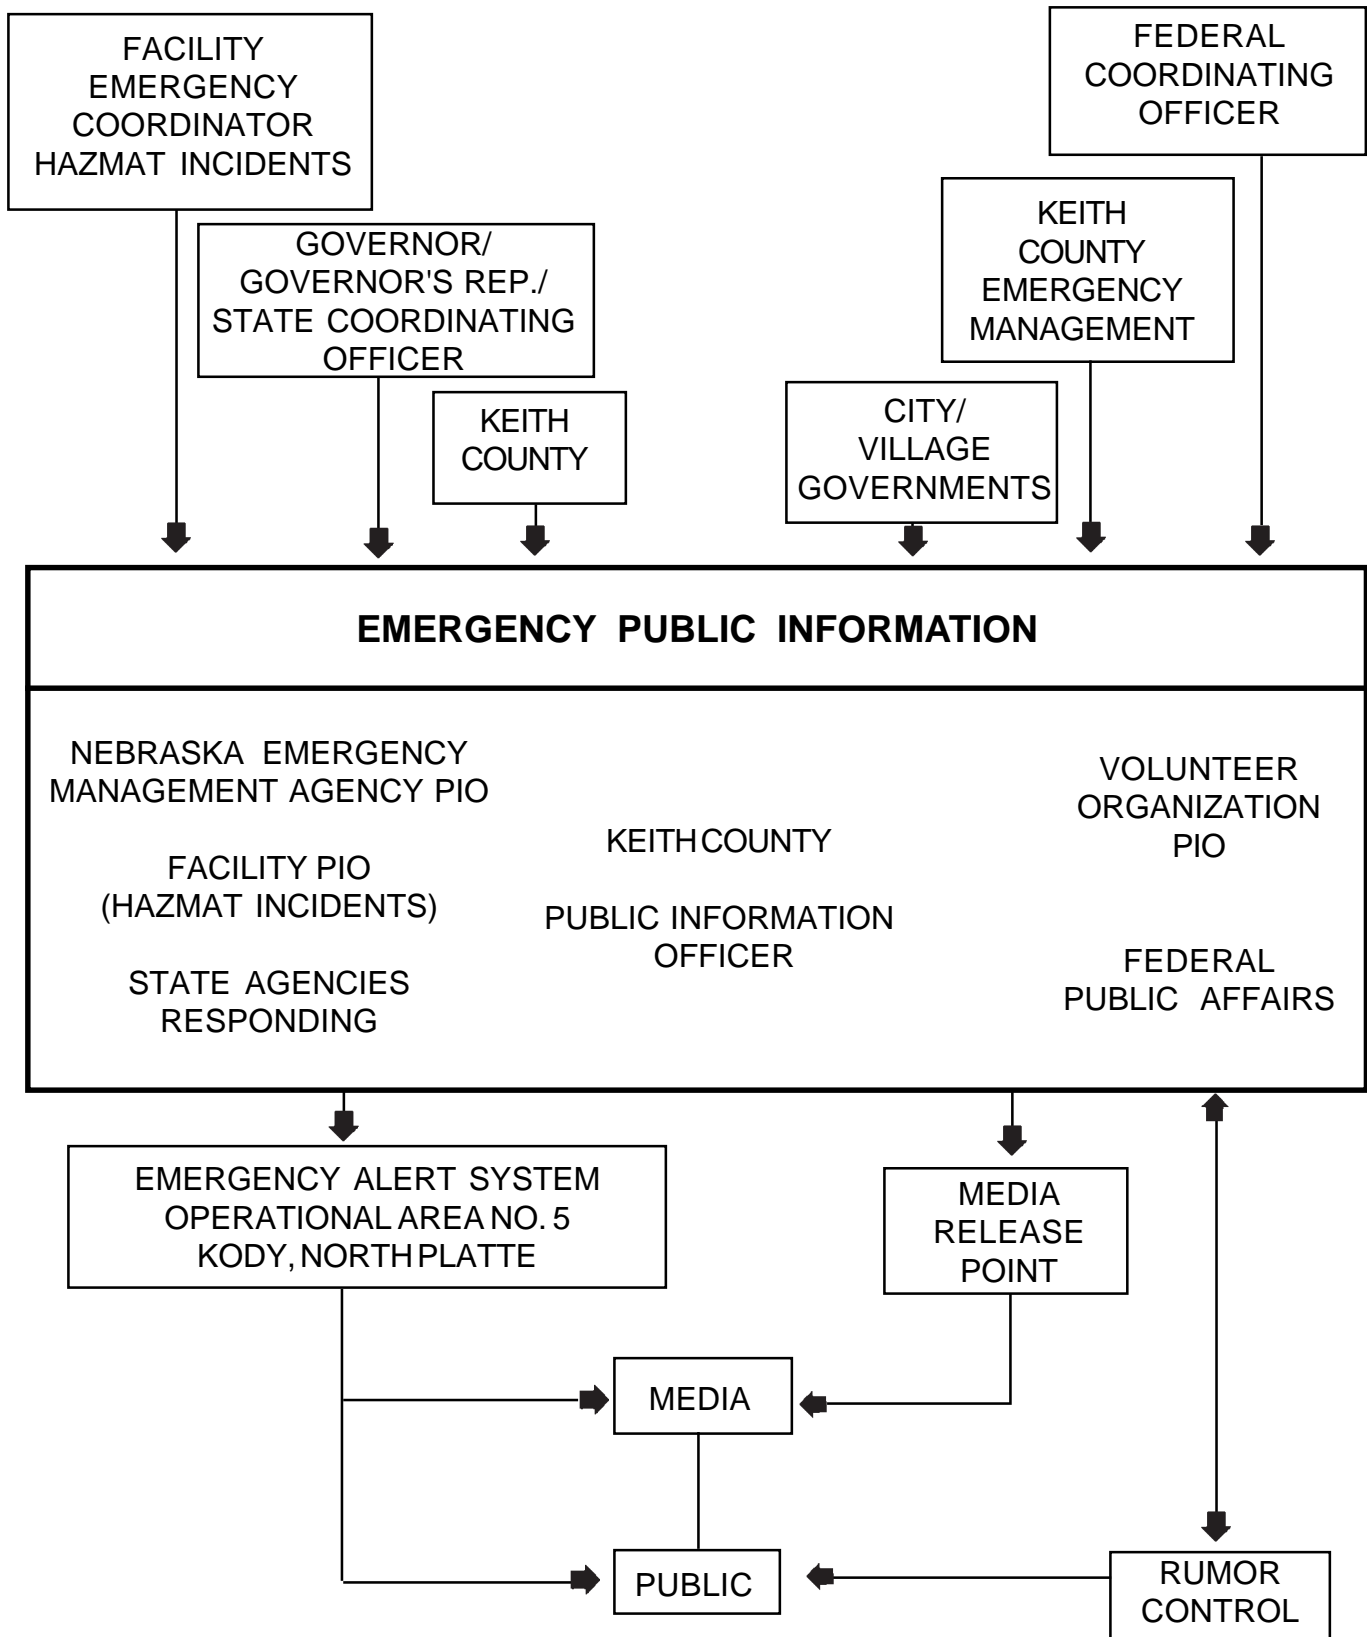 FACILITY
EMERGENCY
COORDINATOR
HAZMAT INCIDENTS
FEDERAL
COORDINATING
OFFICER
GOVERNOR/
GOVERNOR'S REP./
STATE COORDINATING
OFFICER
KEITH
COUNTY
EMERGENCY
MANAGEMENT
KEITH
COUNTY
CITY/
VILLAGE
GOVERNMENTS
EMERGENCY PUBLIC INFORMATION
NEBRASKA EMERGENCY
MANAGEMENT AGENCY PIO
FACILITY PIO
(HAZMAT INCIDENTS)
STATE AGENCIES
RESPONDING
KEITH COUNTY
PUBLIC INFORMATION
OFFICER
VOLUNTEER
ORGANIZATION
PIO
FEDERAL
PUBLIC AFFAIRS
EMERGENCY ALERT SYSTEM
OPERATIONAL AREA NO. 5
KODY, NORTH PLATTE
MEDIA
RELEASE
POINT
MEDIA
PUBLIC
RUMOR
CONTROL